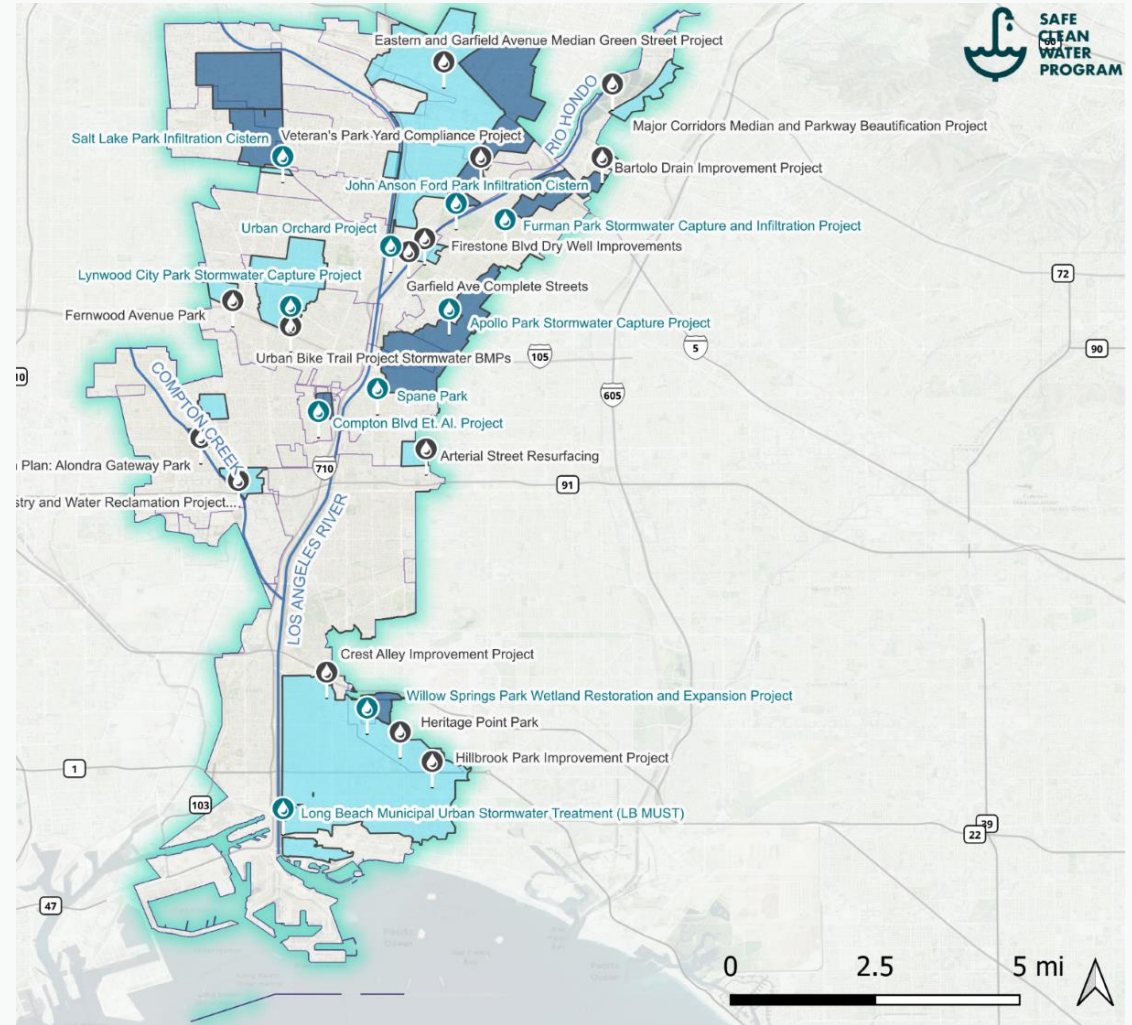 SAFE
CLEAN
WATER
PROGRAM
60
Eastern and Garfield Avenue Median Green Street Project
RIO HONDO
Major Corridors Median and Parkway Beautification Project
Salt Lake Park Infiltration Cistern
Veteran's Park Yard Compliance Project
Bartolo Drain Improvement Project
John Anson Ford Park Infiltration Cistern
Furman Park Stormwater Capture and Infiltration Project
Urban Orchard Project
Firestone Blvd Dry Well Improvements
Lynwood City Park Stormwater Capture Project
72
Garfield Ave Complete Streets
Fernwood Avenue Park
Apollo Park Stormwater Capture Project
Urban Bike Trail Project Stormwater BMPs
105
5
90
10
COMPTON CREEK
605
Spane Park
Compton Blvd Et. Al. Project
n Plan: Alondra Gateway Park
710
Arterial Street Resurfacing
91
stry and Water Reclamation Project...
LOS ANGELES RIVER
Crest Alley Improvement Project
Willow Springs Park Wetland Restoration and Expansion Project
Heritage Point Park
Hillbrook Park Improvement Project
1
103
Long Beach Municipal Urban Stormwater Treatment (LB MUST)
39
22
47
Pacific
Ocean
0 2.5 5 mi